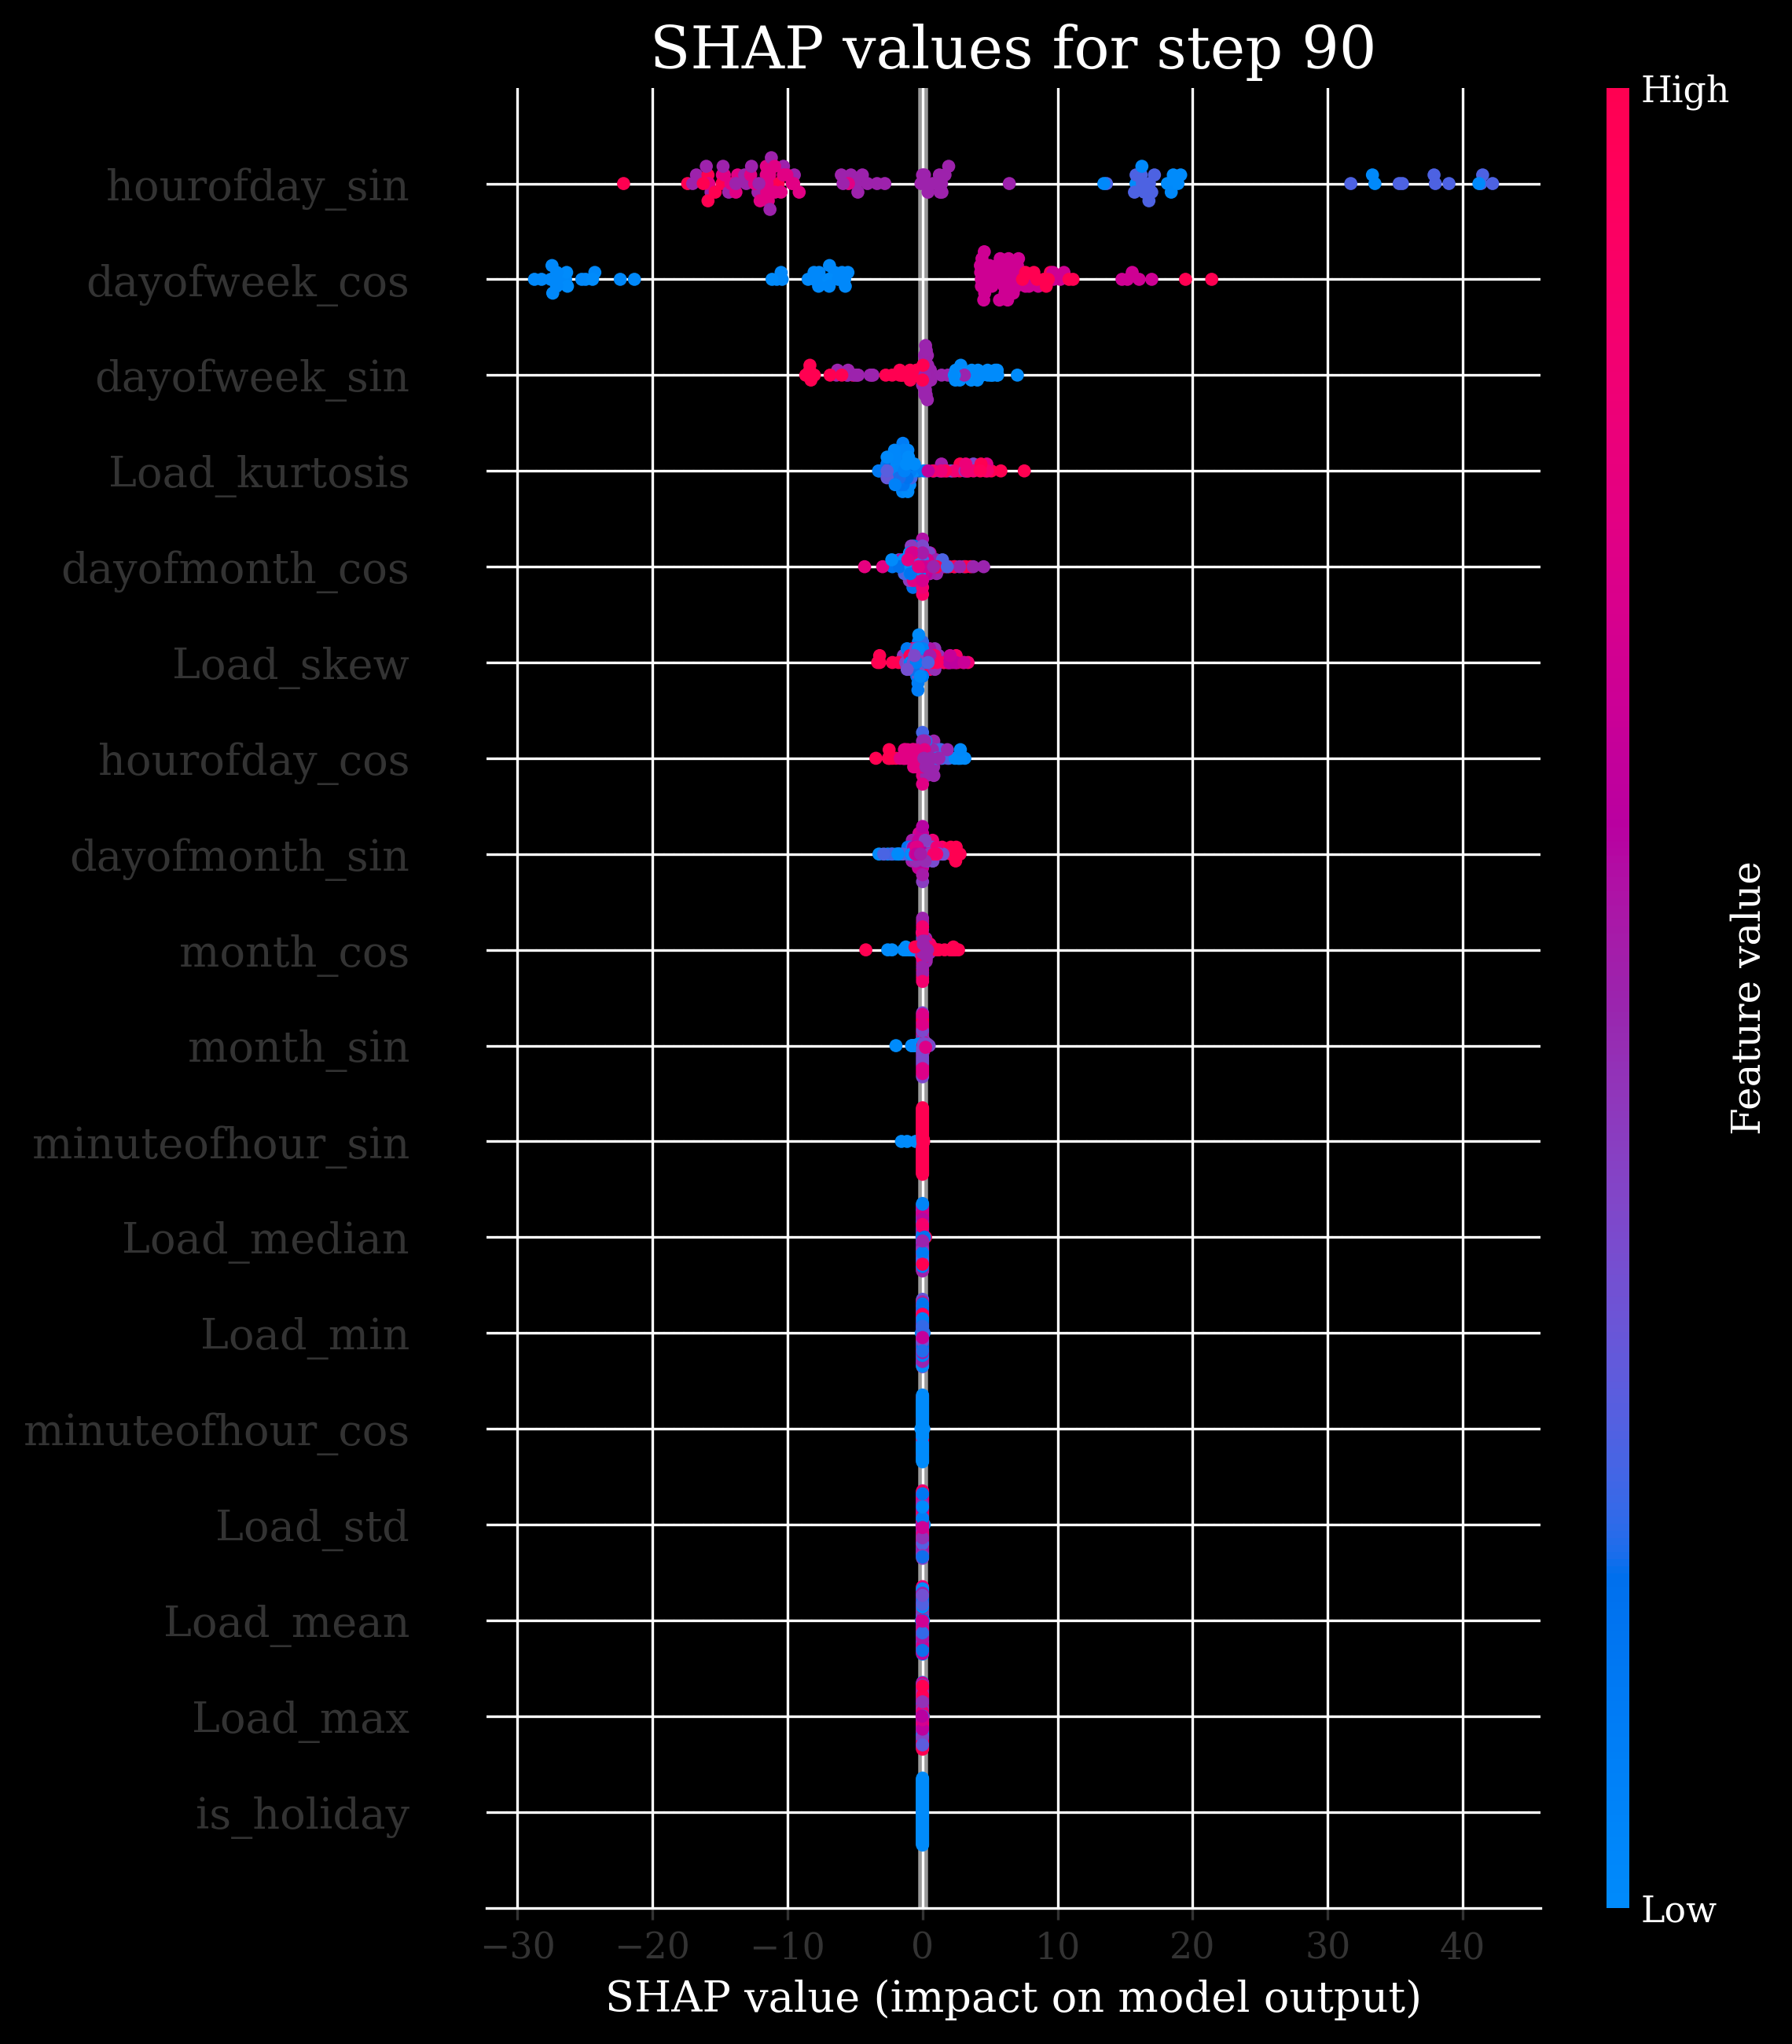 SHAP values for step 90
High
hourofday_sin
dayofweek_cos
dayofweek_sin
Load_kurtosis
dayofmonth_cos
Load_skew
hourofday_cos
dayofmonth_sin
month_cos
month_sin
minuteofhour_sin
Load_median
Load_min
minuteofhour_cos
Load_std
Load_mean
Load_max
is_holiday
Feature value
Low
−30 −20 −10 0 10 20 30 40
SHAP value (impact on model output)